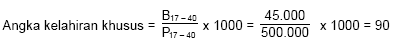 Angka kelahiran khusus = B17 – 40 / P17 – 40 x 1000 = 45.000 / 500.000 x 1000 = 90